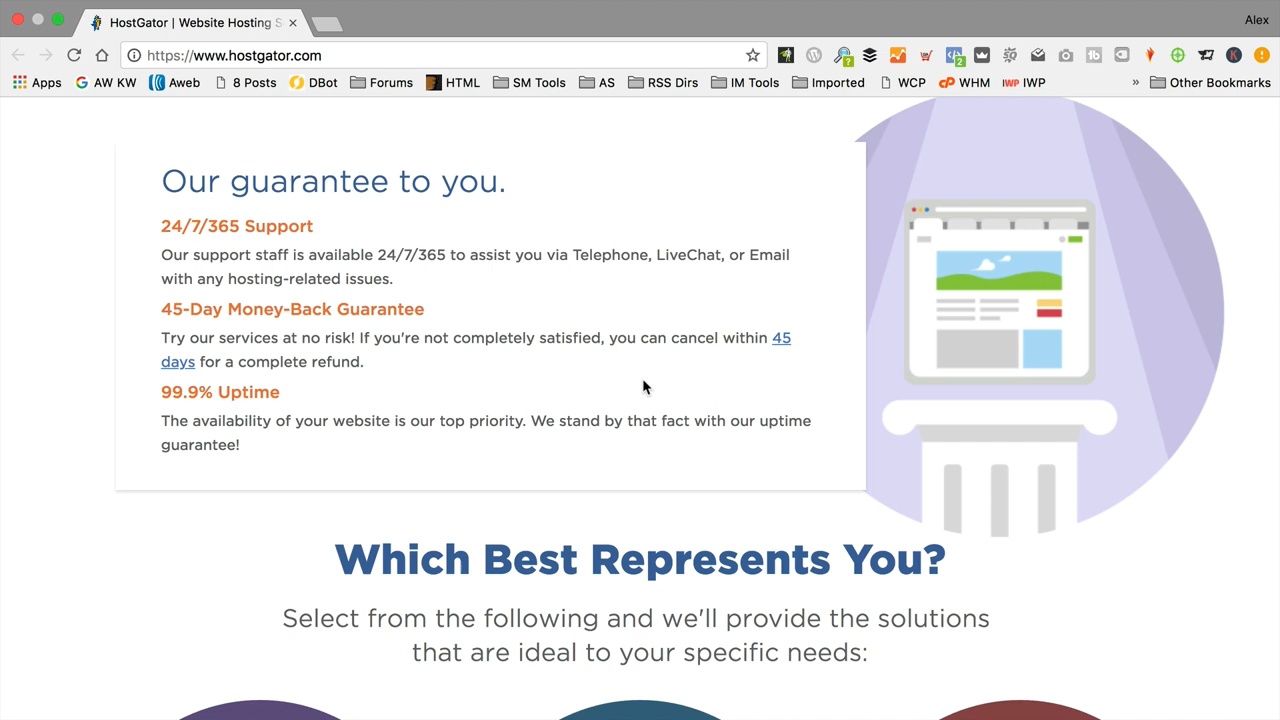 HostGator | Website Hosting S
Alex
https://www.hostgator.com
Apps AW KW Aweb 8 Posts DBot Forums HTML SM Tools AS RSS Dirs IM Tools Imported WCP WHM IWP IWP » Other Bookmarks
Our guarantee to you.
24/7/365 Support
Our support staff is available 24/7/365 to assist you via Telephone, LiveChat, or Email
with any hosting-related issues.
45-Day Money-Back Guarantee
Try our services at no risk! If you're not completely satisfied, you can cancel within 45
days for a complete refund.
99.9% Uptime
The availability of your website is our top priority. We stand by that fact with our uptime
guarantee!
Which Best Represents You?
Select from the following and we'll provide the solutions
that are ideal to your specific needs: